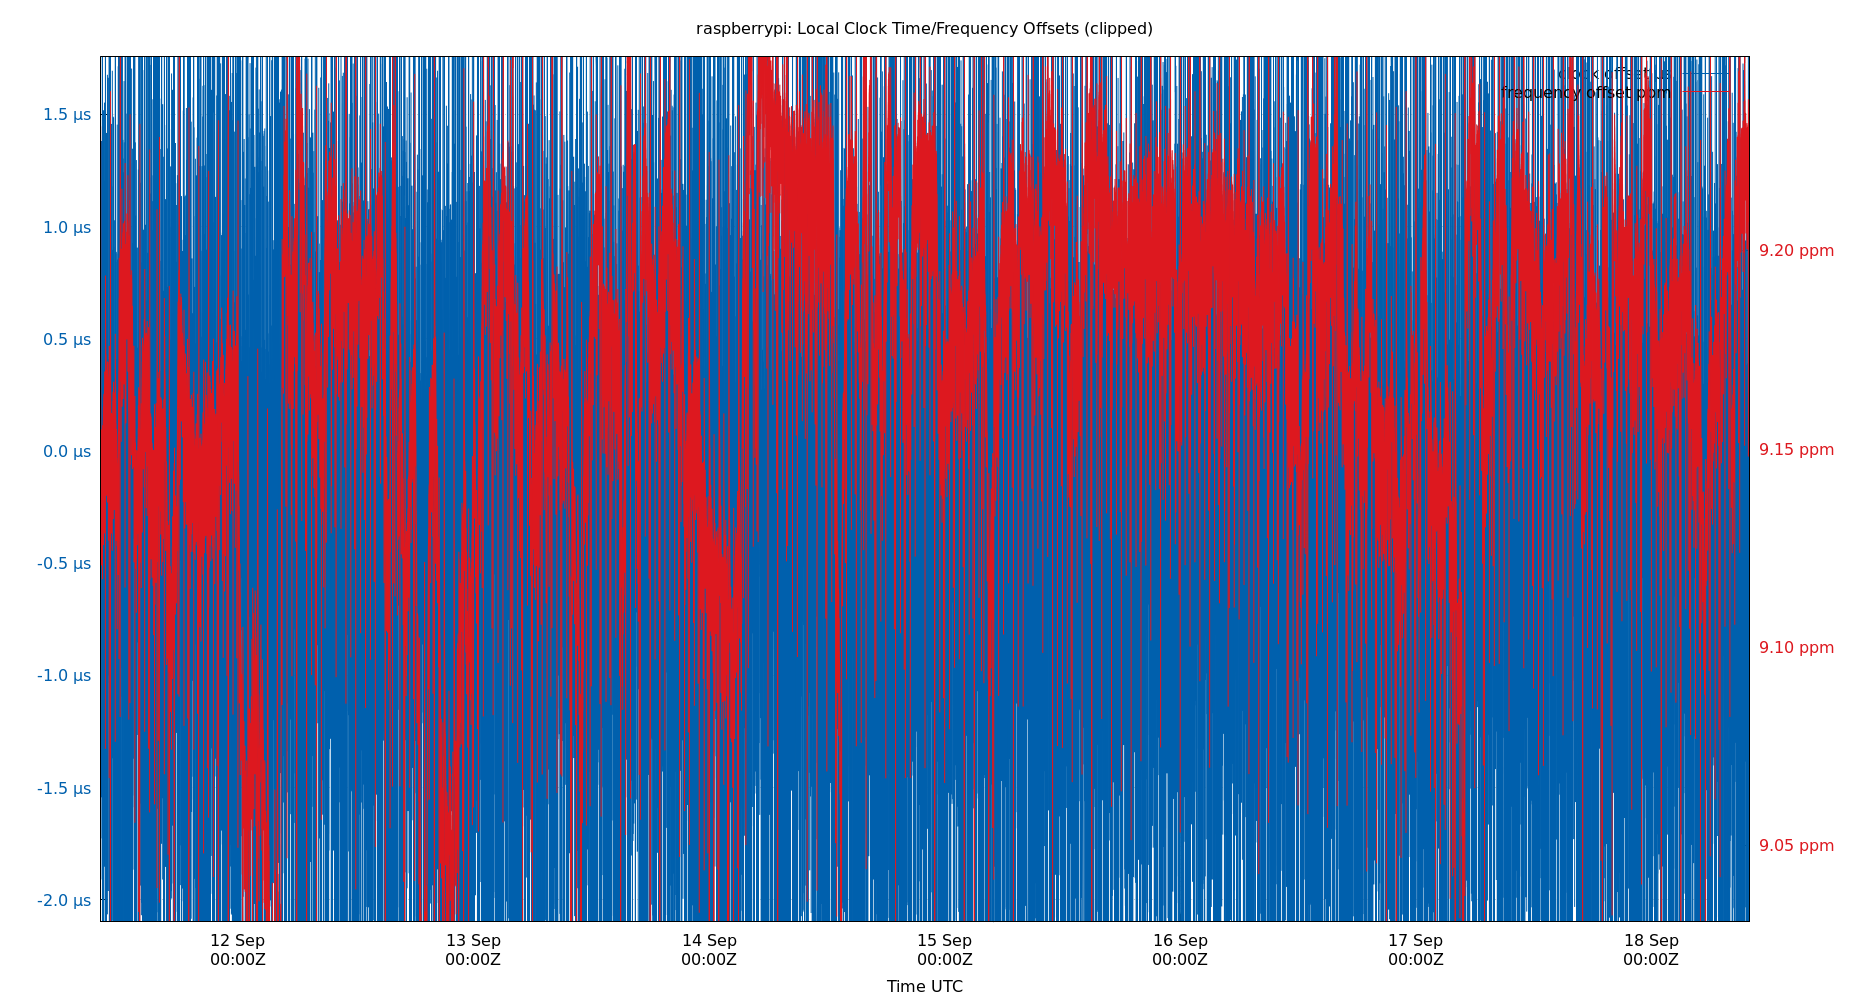 raspberrypi: Local Clock Time/Frequency Offsets (clipped)
clock offset us
frequency offset ppm
1.5 µs
1.0 µs
0.5 µs
0.0 µs
-0.5 µs
-1.0 µs
-1.5 µs
-2.0 µs
9.20 ppm
9.15 ppm
9.10 ppm
9.05 ppm
12 Sep 13 Sep 14 Sep 15 Sep 16 Sep 17 Sep 18 Sep
00:00Z 00:00Z 00:00Z 00:00Z 00:00Z 00:00Z 00:00Z
Time UTC